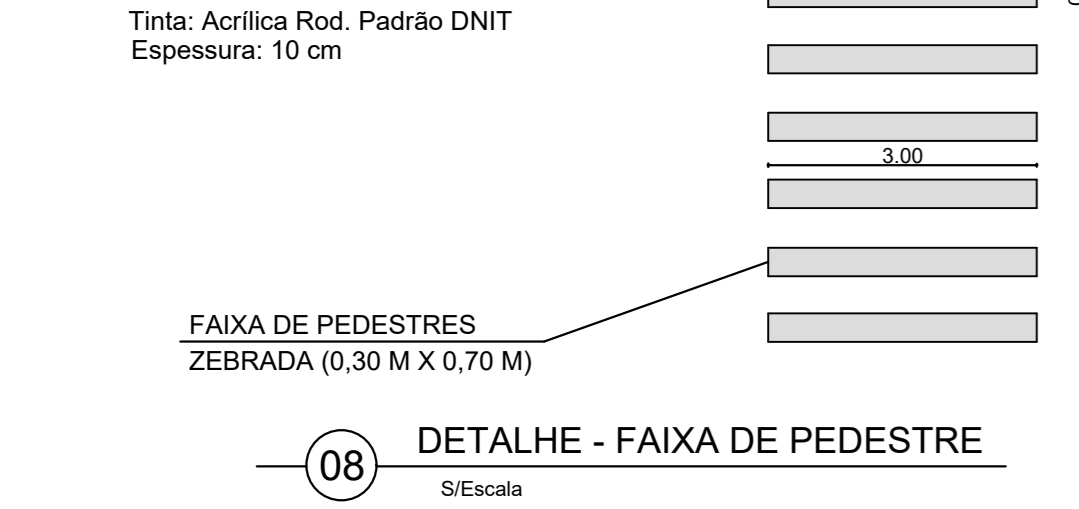 Tinta: Acrílica Rod. Padrão DNIT
Espessura: 10 cm
3.00
FAIXA DE PEDESTRES
ZEBRADA (0,30 M X 0,70 M)
08
DETALHE - FAIXA DE PEDESTRE
S/Escala